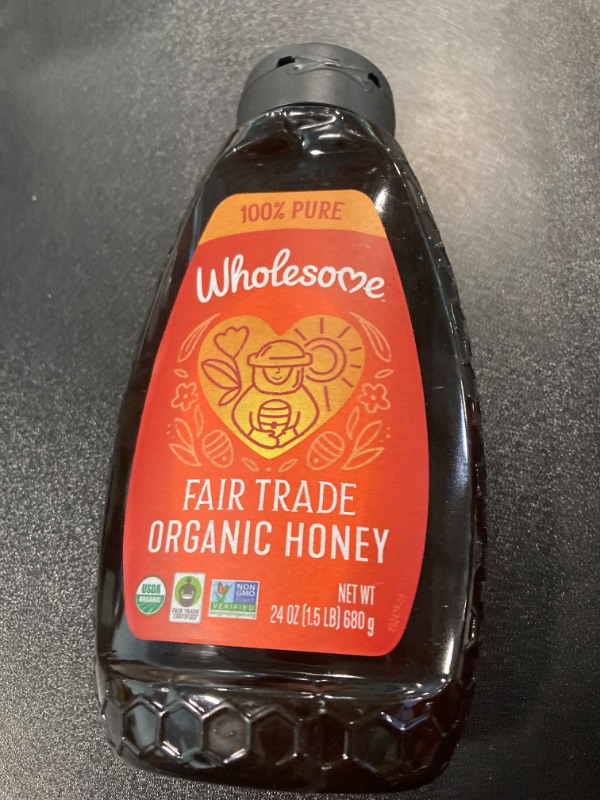 100% PURE
Wholesome
FAIR TRADE
ORGANIC HONEY
USDA
ORGANIC
FAIR TRADE
CERTIFIED
NON
GMO
Project
VERIFIED
NET WT
24 OZ (1.5 LB) 680 g